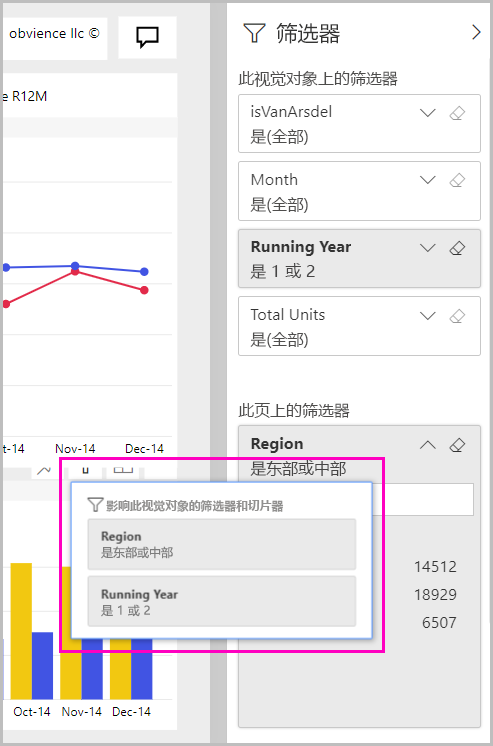 obvience llc ©
e R12M
t-14 Nov-14 Dec-14
Oct-14 Nov-14 Dec-14
筛选器
此视觉对象上的筛选器
isVanArsdel
是(全部)
Month
是(全部)
Running Year
是 1 或 2
Total Units
是(全部)
此页上的筛选器
Region
是东部或中部
14512
18929
6507
影响此视觉对象的筛选器和切片器
Region
是东部或中部
Running Year
是 1 或 2